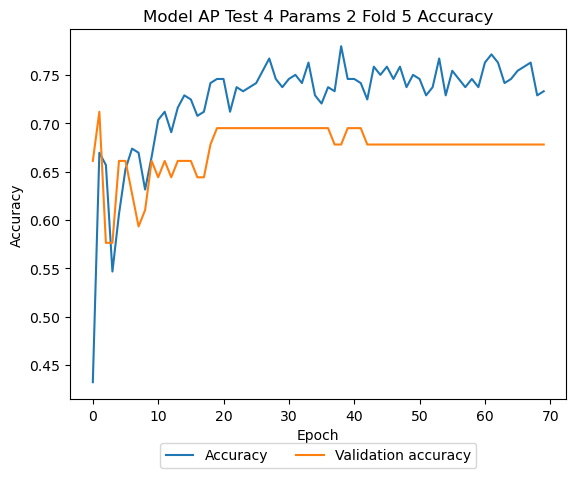 Model AP Test 4 Params 2 Fold 5 Accuracy
0.75
0.70
0.65
0.60
0.55
0.50
0.45
Accuracy
0 10 20 30 40 50 60 70
Epoch
Accuracy Validation accuracy